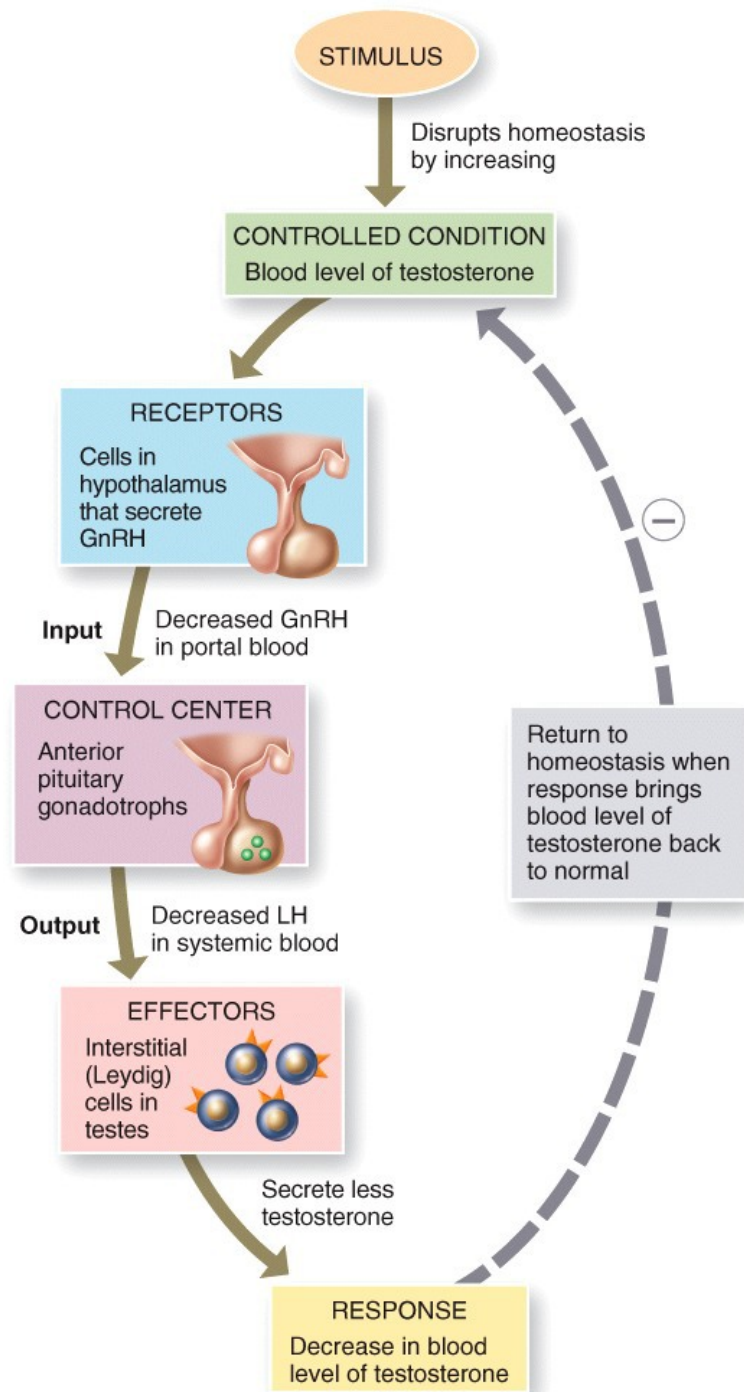 STIMULUS
Disrupts homeostasis
by increasing
CONTROLLED CONDITION
Blood level of testosterone
RECEPTORS
Cells in
hypothalamus
that secrete
GnRH
Input
Decreased GnRH
in portal blood
CONTROL CENTER
Anterior
pituitary
gonadotrophs
Output
Decreased LH
in systemic blood
EFFECTORS
Interstitial
(Leydig)
cells in
testes
Secrete less
testosterone
RESPONSE
Decrease in blood
level of testosterone
−
Return to
homeostasis when
response brings
blood level of
testosterone back
to normal